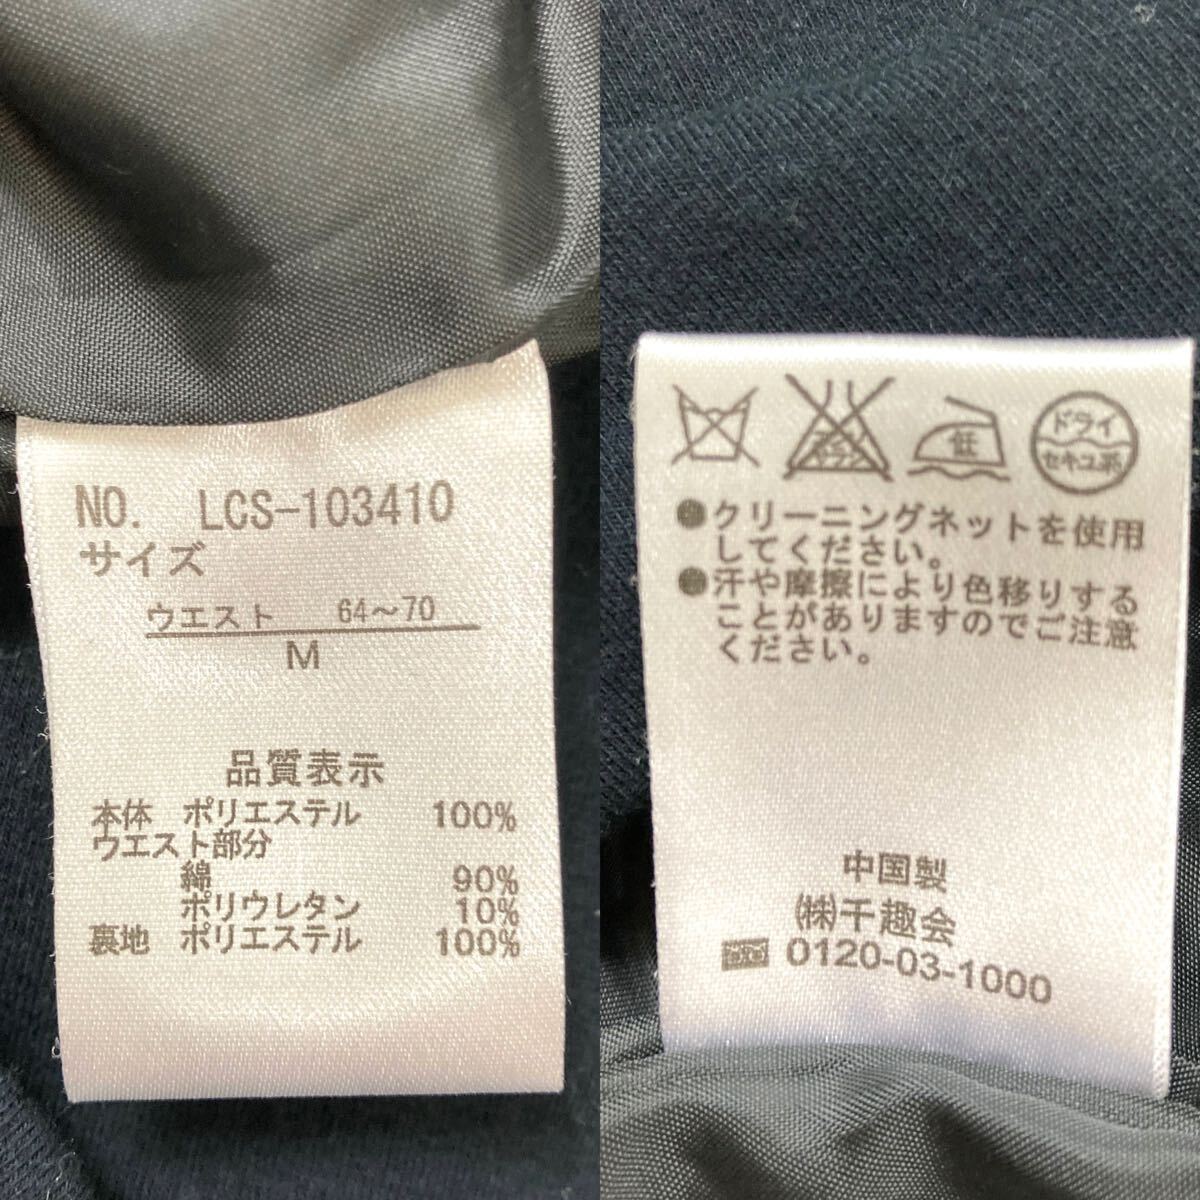 NO. LCS-103410
サイズ
ウエスト 64〜70
M
品質表示
本体 ポリエステル 100%
ウエスト部分
綿 90%
ポリウレタン 10%
裏地 ポリエステル 100%
低
ドライ
セキユ系
●クリーニングネットを使用
してください。
●汗や摩擦により色移りする
ことがありますのでご注意
ください。
中国製
㈱千趣会
0120-03-1000